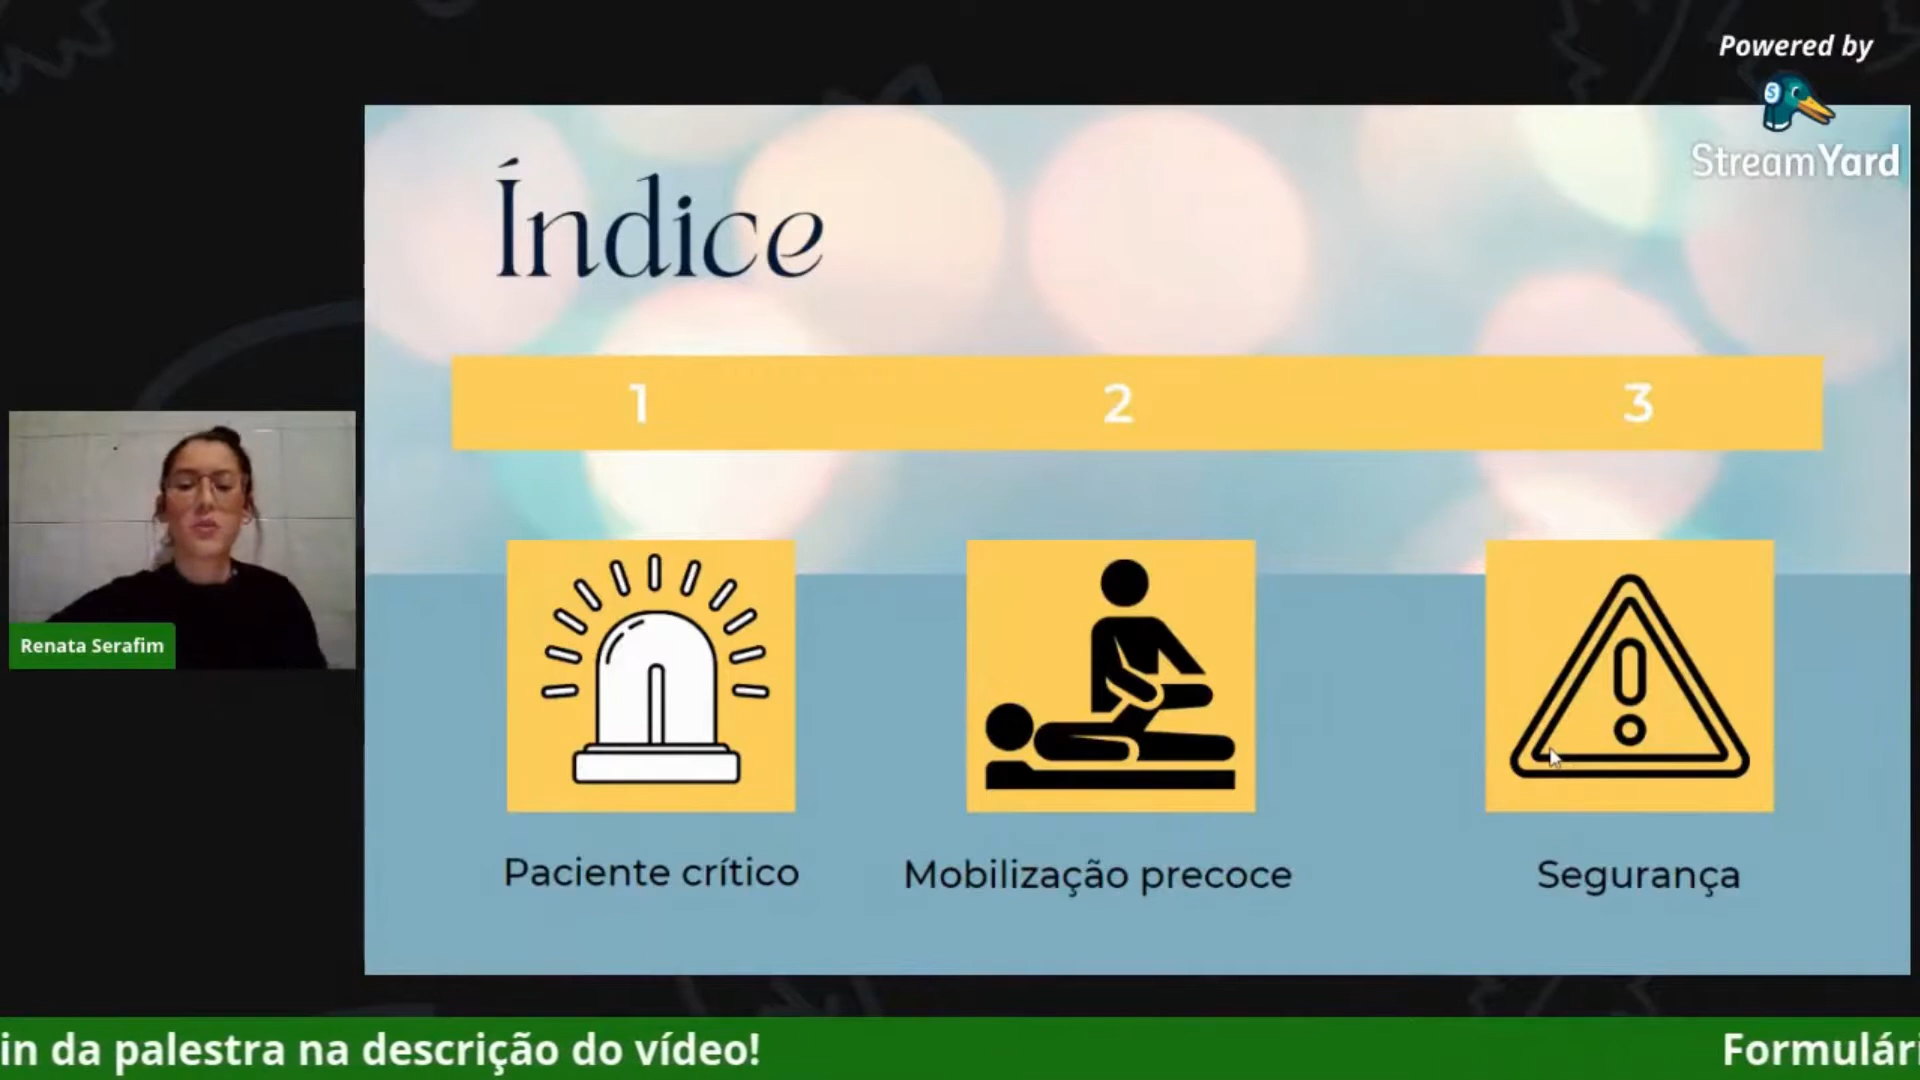 Powered by
StreamYard
Índice
1
2
3
Paciente crítico
Mobilização precoce
Segurança
Renata Serafim
in da palestra na descrição do vídeo!
Formulári